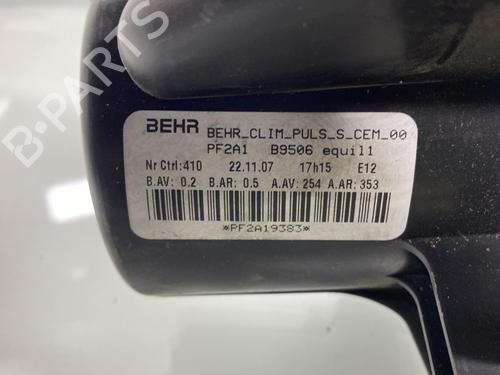 B-PARTS
BEHR BEHR_CLIM_PULS_S_CEM_00
PF2A1 B9506 equil1
Nr Ctrl:410 22.11.07 17h15 E12
B.AV: 0.2 B.AR: 0.5 A.AV: 254 A.AR: 353
*PF2A19383*